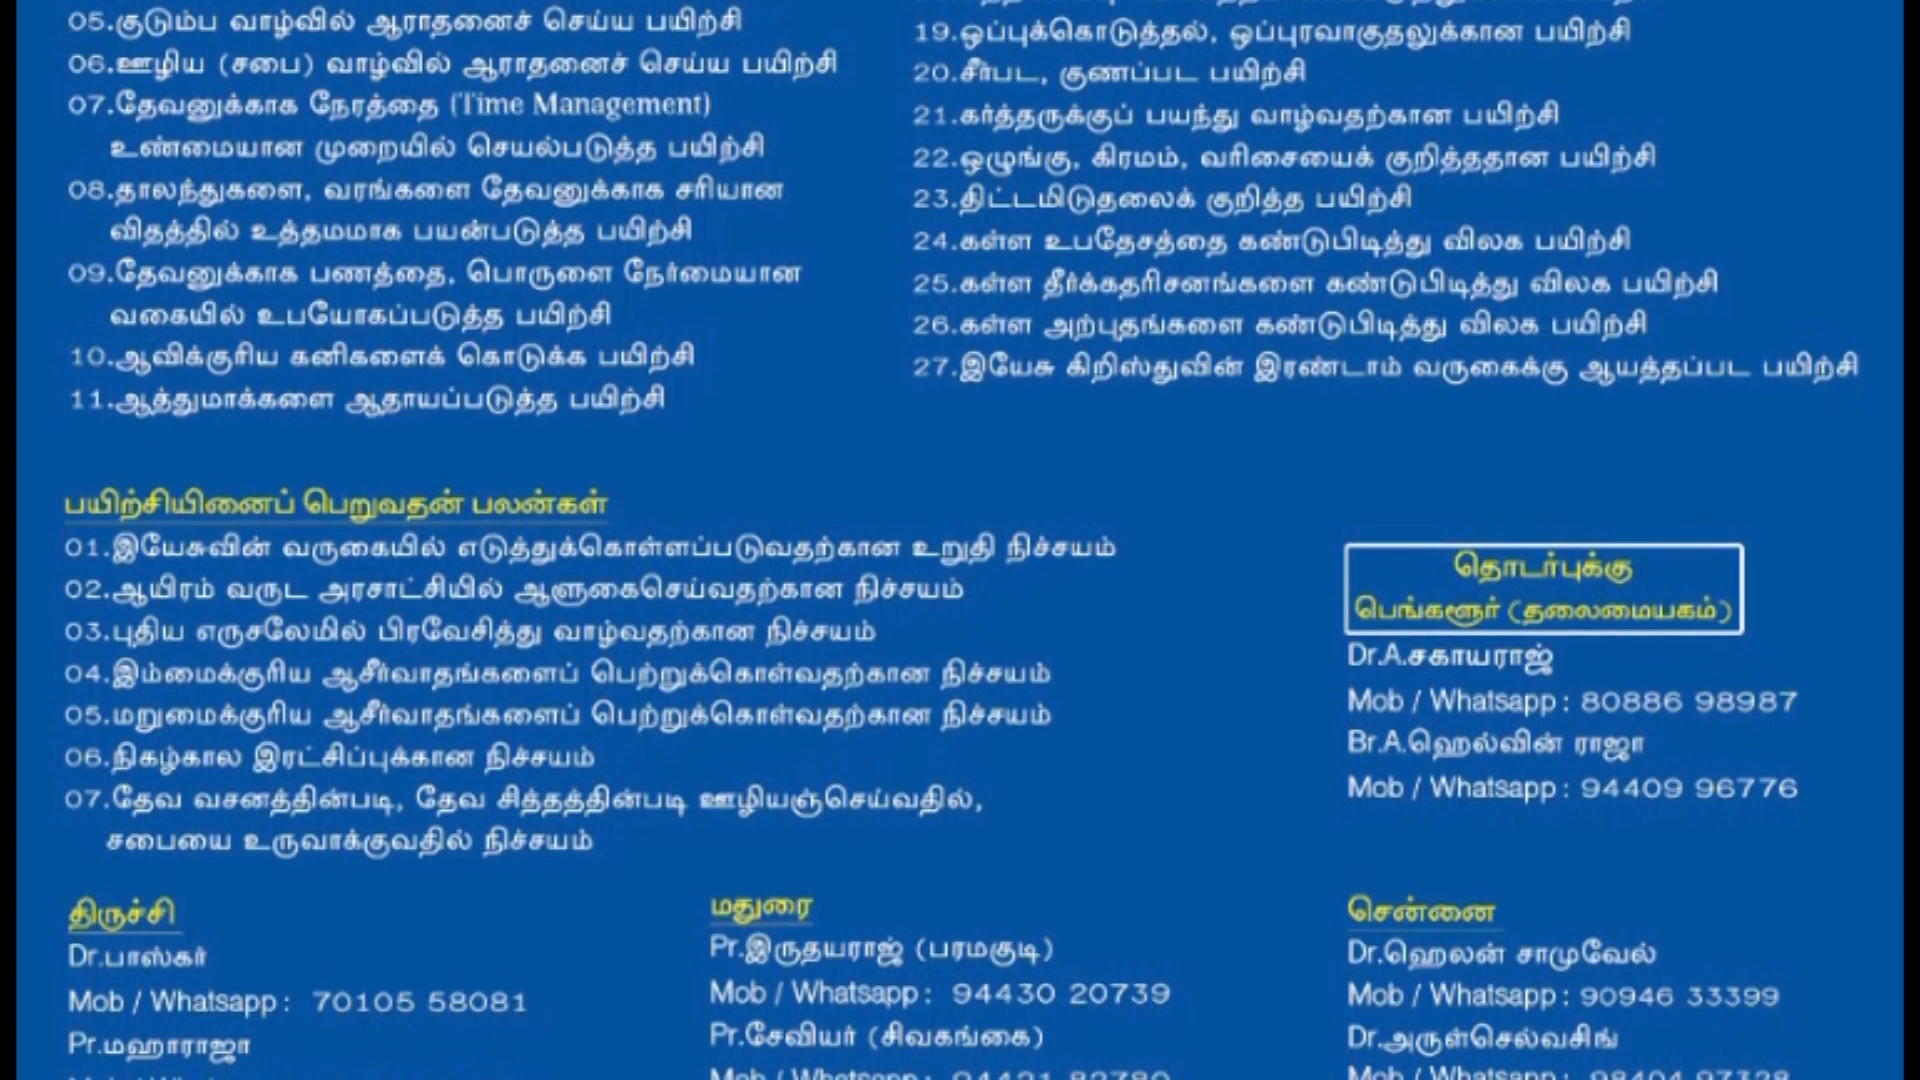 05.குடும்ப வாழ்வில் ஆராதனைச் செய்ய பயிற்சி
06.ஊழிய (சபை) வாழ்வில் ஆராதனைச் செய்ய பயிற்சி
07.தேவனுக்காக நேரத்தை (Time Management)
உண்மையான முறையில் செயல்படுத்த பயிற்சி
08.தாலந்துகளை, வரங்களை தேவனுக்காக சரியான
விதத்தில் உத்தமமாக பயன்படுத்த பயிற்சி
09.தேவனுக்காக பணத்தை, பொருளை நேர்மையான
வகையில் உபயோகப்படுத்த பயிற்சி
10.ஆவிக்குரிய கனிகளைக் கொடுக்க பயிற்சி
11.ஆத்துமாக்களை ஆதாயப்படுத்த பயிற்சி
19.ஒப்புக்கொடுத்தல், ஒப்புரவாகுதலுக்கான பயிற்சி
20.சீர்பட, குணப்பட பயிற்சி
21.கர்த்தருக்குப் பயந்து வாழ்வதற்கான பயிற்சி
22.ஒழுங்கு, கிரமம், வரிசையைக் குறித்ததான பயிற்சி
23.திட்டமிடுதலைக் குறித்த பயிற்சி
24.கள்ள உபதேசத்தை கண்டுபிடித்து விலக பயிற்சி
25.கள்ள தீர்க்கதரிசனங்களை கண்டுபிடித்து விலக பயிற்சி
26.கள்ள அற்புதங்களை கண்டுபிடித்து விலக பயிற்சி
27.இயேசு கிறிஸ்துவின் இரண்டாம் வருகைக்கு ஆயத்தப்பட பயிற்சி
பயிற்சியினைப் பெறுவதன் பலன்கள்
01.இயேசுவின் வருகையில் எடுத்துக்கொள்ளப்படுவதற்கான உறுதி நிச்சயம்
02.ஆயிரம் வருட அரசாட்சியில் ஆளுகைசெய்வதற்கான நிச்சயம்
03.புதிய எருசலேமில் பிரவேசித்து வாழ்வதற்கான நிச்சயம்
04.இம்மைக்குரிய ஆசீர்வாதங்களைப் பெற்றுக்கொள்வதற்கான நிச்சயம்
05.மறுமைக்குரிய ஆசீர்வாதங்களைப் பெற்றுக்கொள்வதற்கான நிச்சயம்
06.நிகழ்கால இரட்சிப்புக்கான நிச்சயம்
07.தேவ வசனத்தின்படி, தேவ சித்தத்தின்படி ஊழியஞ்செய்வதில்,
சபையை உருவாக்குவதில் நிச்சயம்
தொடர்புக்கு
பெங்களூர் (தலைமையகம்)
Dr.A.சகாயராஜ்
Mob / Whatsapp : 80886 98987
Br.A.ஹெல்வின் ராஜா
Mob / Whatsapp : 94409 96776
திருச்சி
Dr.பாஸ்கர்
Mob / Whatsapp : 70105 58081
Pr.மஹாராஜா
மதுரை
Pr.இருதயராஜ் (பரமகுடி)
Mob / Whatsapp : 94430 20739
Pr.சேவியர் (சிவகங்கை)
Mob / Whatsapp : 94421 82780
சென்னை
Dr.ஹெலன் சாமுவேல்
Mob / Whatsapp : 90946 33399
Dr.அருள்செல்வசிங்
Mob / Whatsapp : 98404 97328